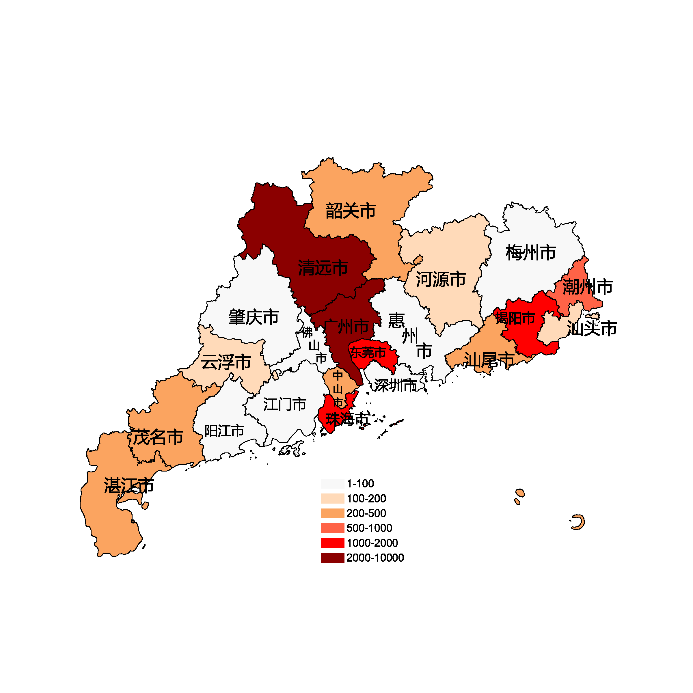 韶关市
梅州市
清远市
河源市
潮州市
肇庆市
广州市
惠州市
揭阳市
汕头市
佛山市
东莞市
云浮市
汕尾市
中山市
深圳市
江门市
珠海市
阳江市
茂名市
湛江市
1-100
100-200
200-500
500-1000
1000-2000
2000-10000